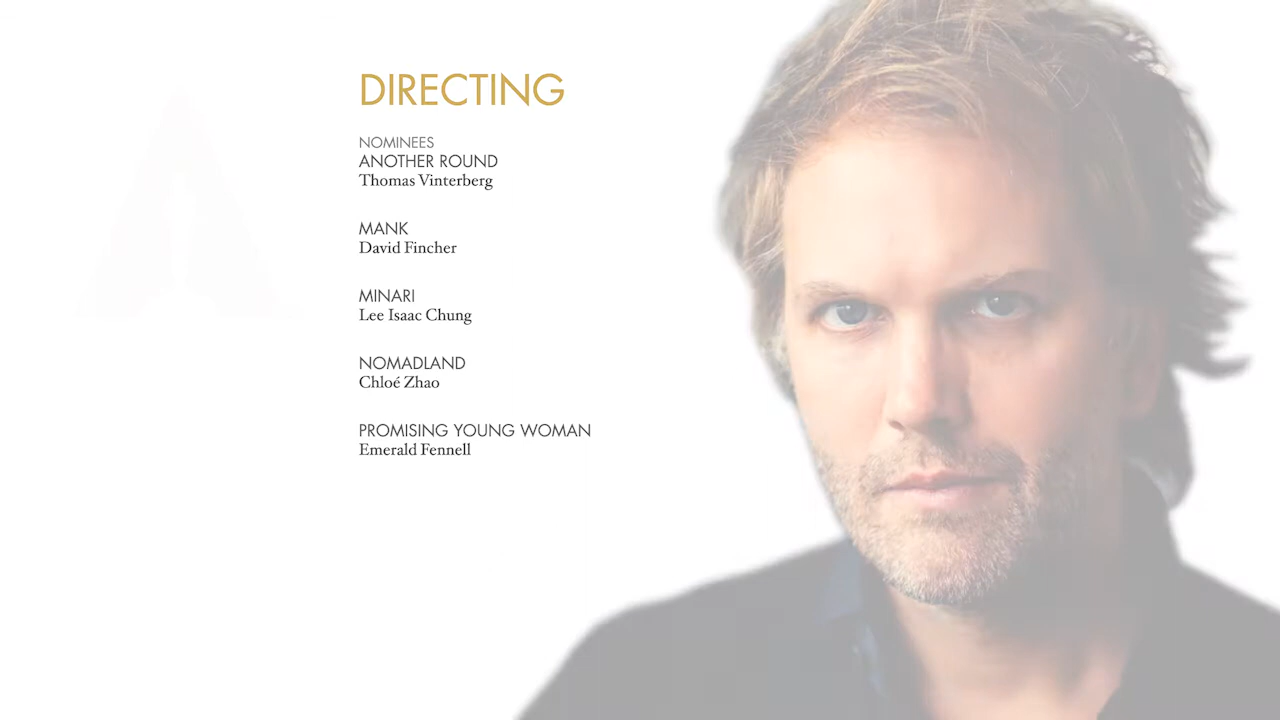 DIRECTING
NOMINEES
ANOTHER ROUND
Thomas Vinterberg
MANK
David Fincher
MINARI
Lee Isaac Chung
NOMADLAND
Chloé Zhao
PROMISING YOUNG WOMAN
Emerald Fennell